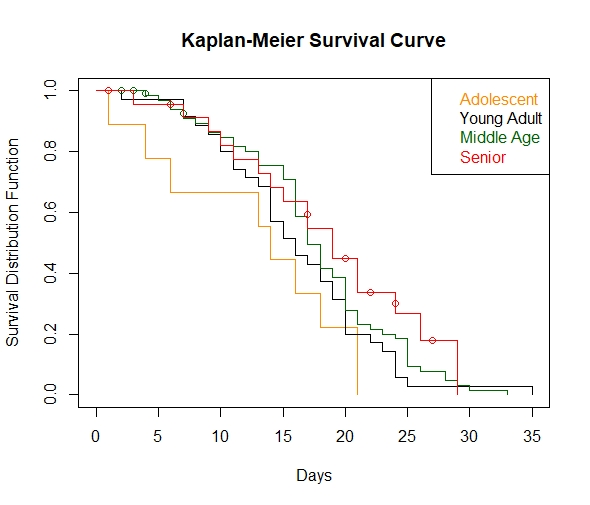 Kaplan-Meier Survival Curve
Adolescent
Young Adult
Middle Age
Senior
Survival Distribution Function
1.0
0.8
0.6
0.4
0.2
0.0
0 5 10 15 20 25 30 35
Days